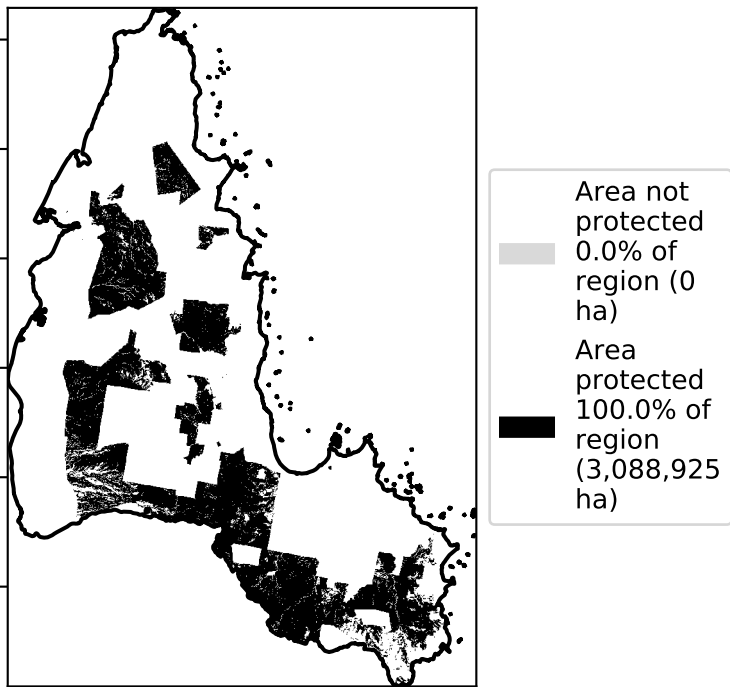 Area not
protected
0.0% of
region (0
ha)
Area
protected
100.0% of
region
(3,088,925
ha)